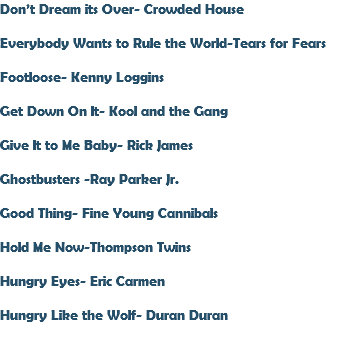 Don't Dream its Over- Crowded House
Everybody Wants to Rule the World-Tears for Fears
Footloose- Kenny Loggins
Get Down On It- Kool and the Gang
Give It to Me Baby- Rick James
Ghostbusters -Ray Parker Jr.
Good Thing- Fine Young Cannibals
Hold Me Now-Thompson Twins
Hungry Eyes- Eric Carmen
Hungry Like the Wolf- Duran Duran